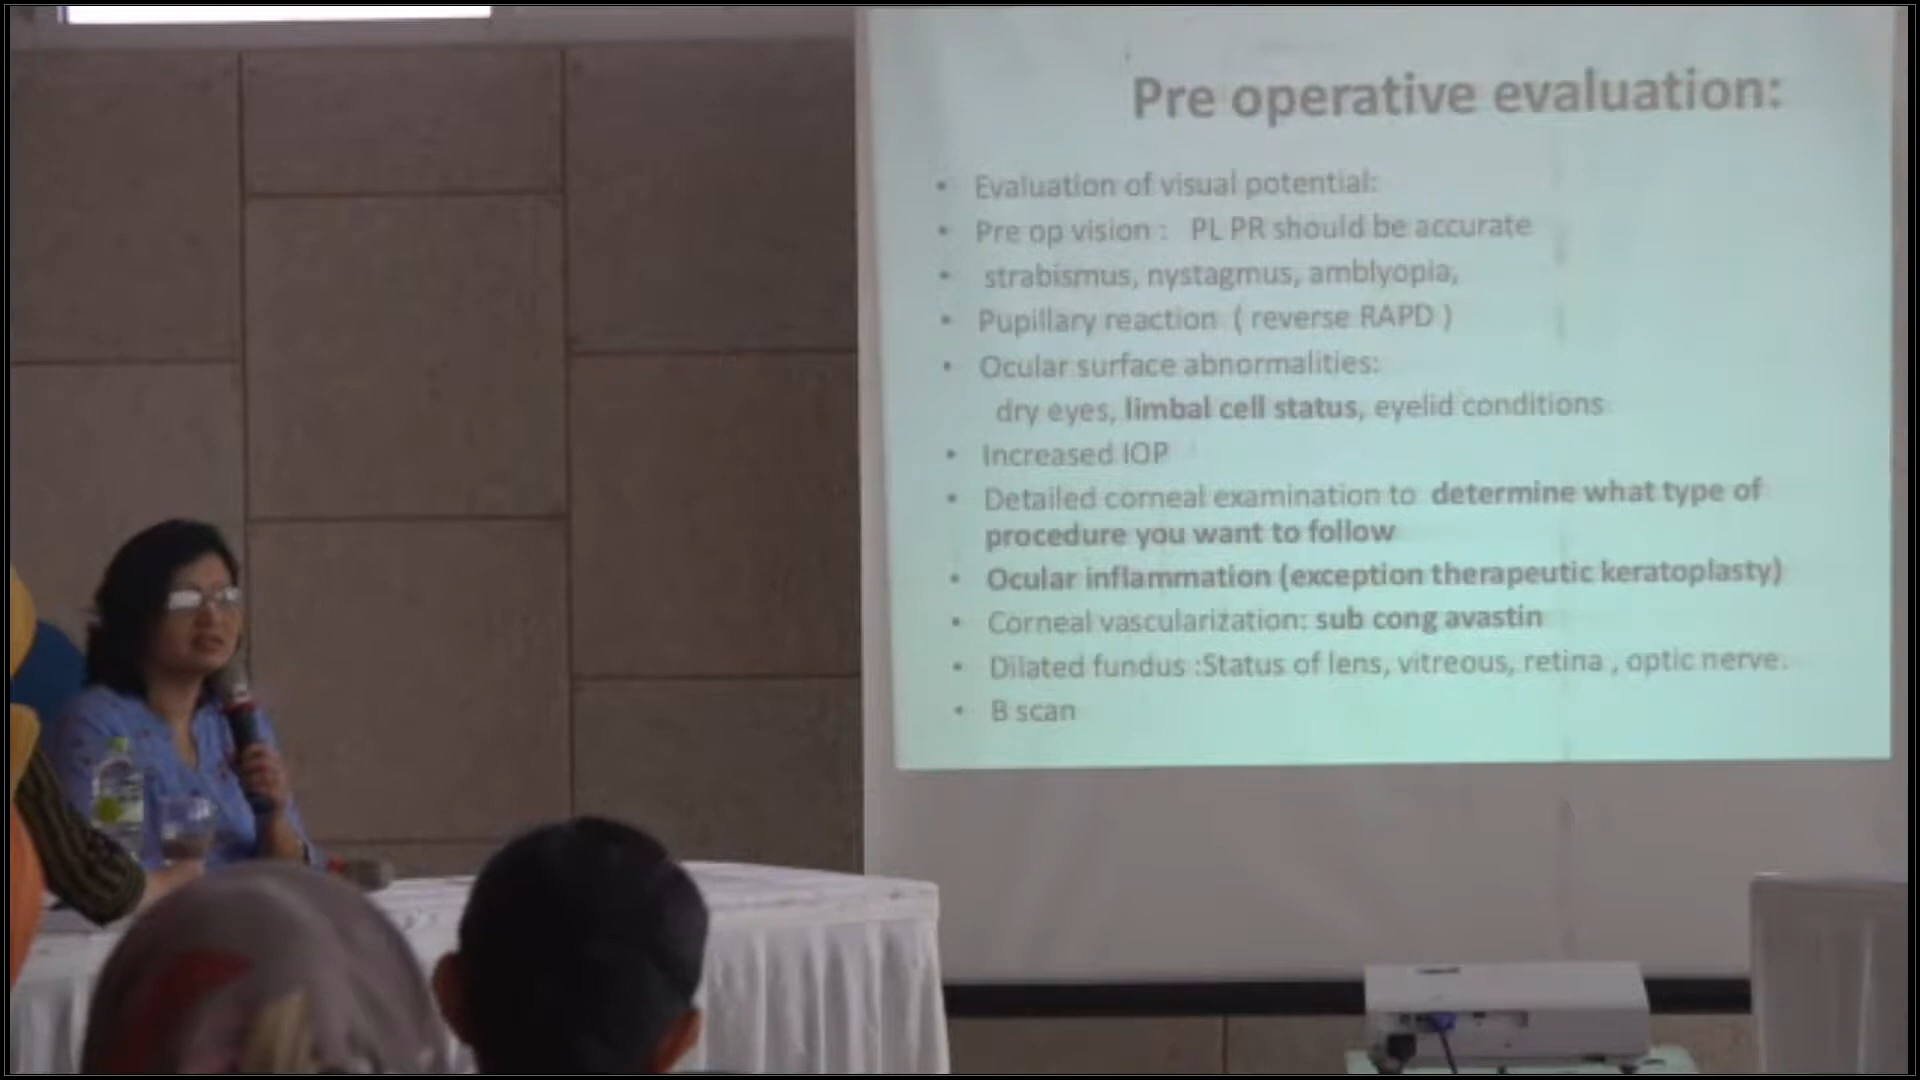 Pre operative evaluation:
• Evaluation of visual potential:
• Pre op vision : PL PR should be accurate
• strabismus, nystagmus, amblyopia,
• Pupillary reaction ( reverse RAPD )
• Ocular surface abnormalities:
dry eyes, limbal cell status, eyelid conditions
• Increased IOP
• Detailed corneal examination to determine what type of
procedure you want to follow
• Ocular inflammation (exception therapeutic keratoplasty)
• Corneal vascularization: sub cong avastin
• Dilated fundus :Status of lens, vitreous, retina , optic nerve.
• B scan